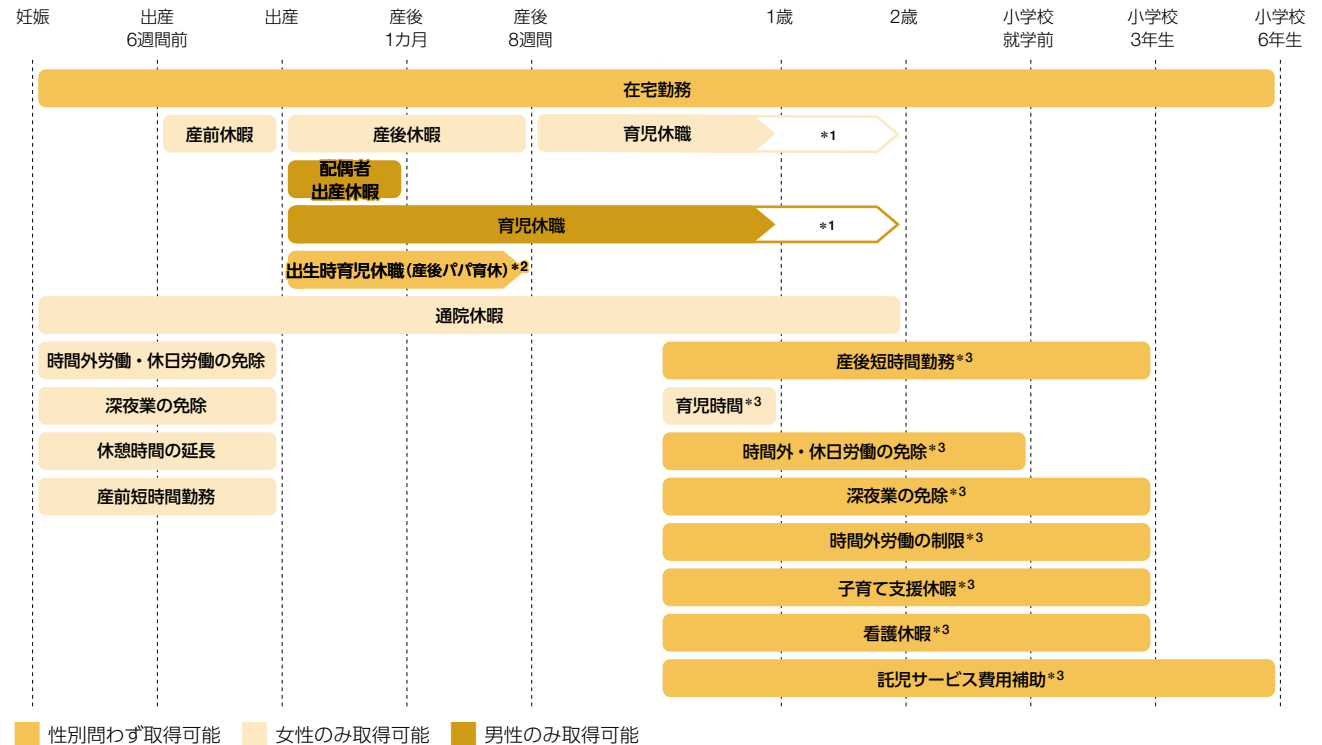 妊娠
出産
6週間前
出産
産後
1カ月
産後
8週間
1歳
2歳
小学校
就学前
小学校
3年生
小学校
6年生
在宅勤務
産前休暇
産後休暇
育児休職
*1
配偶者
出産休暇
育児休職
*1
出生時育児休職(産後パパ育休)*2
通院休暇
時間外労働・休日労働の免除
産後短時間勤務*3
深夜業の免除
育児時間*3
休憩時間の延長
時間外・休日労働の免除*3
産前短時間勤務
深夜業の免除*3
時間外労働の制限*3
子育て支援休暇*3
看護休暇*3
託児サービス費用補助*3
性別問わず取得可能
女性のみ取得可能
男性のみ取得可能